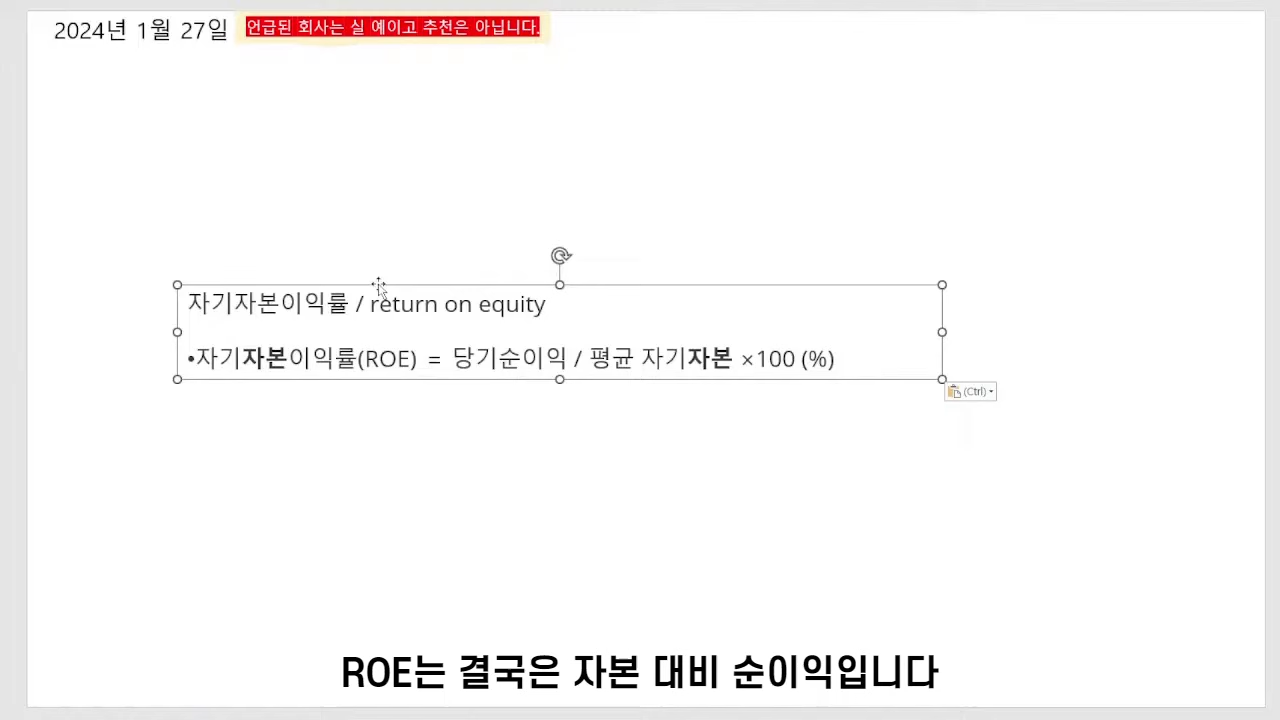 2024년 1월 27일
언급된 회사는 실 예이고 추천은 아닙니다.
자기자본이익률 / return on equity
•자기자본이익률(ROE) = 당기순이익 / 평균 자기자본 ×100 (%)
(Ctrl)
ROE는 결국은 자본 대비 순이익입니다